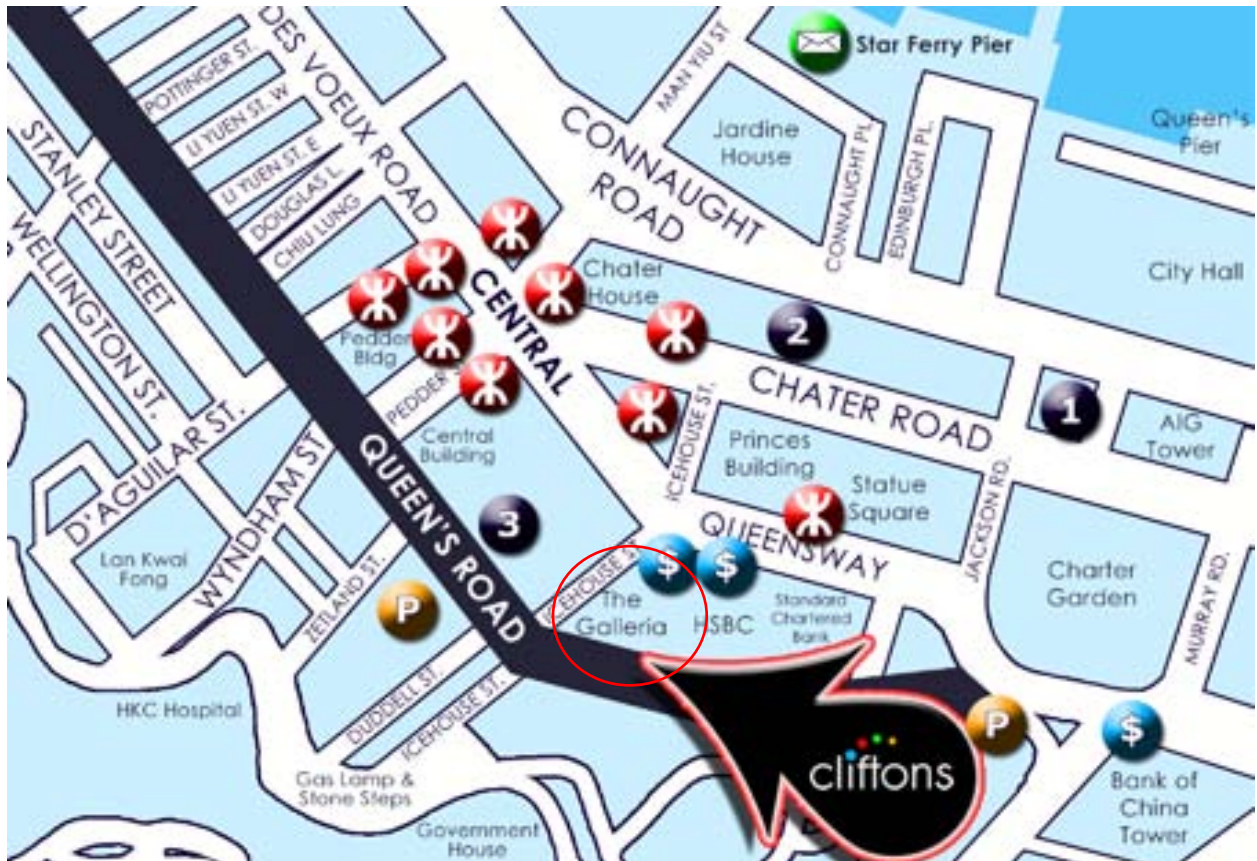 Star Ferry Pier
MAN YIU ST
DES VOEUX ROAD
CENTRAL
POTTINGER ST.
LI YUEN ST. W
LI YUEN ST. E
DOUGLAS L.
CHIU LUNG
STANLEY STREET
WELLINGTON ST.
CONNAUGHT
ROAD
Jardine
House
CONNAUGHT PL.
EDINBURGH PL.
Queen's
Pier
City Hall
Chater
House
2
1
AIG
Tower
CHATER ROAD
Pedder
Bldg
PEDDER S
Central
Building
ICEHOUSE ST.
Princes
Building
Statue
Square
JACKSON RD.
QUEENSWAY
D'AGUILAR ST.
WYNDHAM ST
QUEEN'S ROAD
3
Lan Kwai
Fong
ZETLAND ST.
P
ICEHOUSE ST
$
$
The
Galleria
HSBC
Standard
Chartered
Bank
Charter
Garden
MURRAY RD.
HKC Hospital
DUDDELL ST.
ICEHOUSE ST.
Gas Lamp &
Stone Steps
Government
House
cliftons
P
$
Bank of
China
Tower